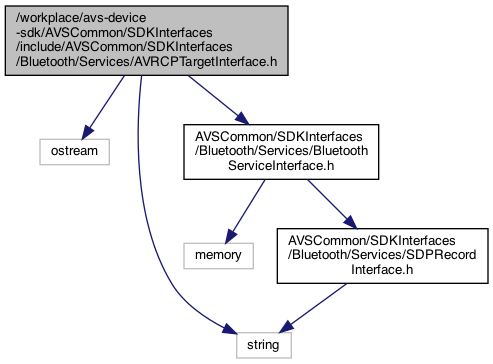 /workplace/avs-device
-sdk/AVSCommon/SDKInterfaces
/include/AVSCommon/SDKInterfaces
/Bluetooth/Services/AVRCPTargetInterface.h
ostream
AVSCommon/SDKInterfaces
/Bluetooth/Services/Bluetooth
ServiceInterface.h
memory
AVSCommon/SDKInterfaces
/Bluetooth/Services/SDPRecord
Interface.h
string